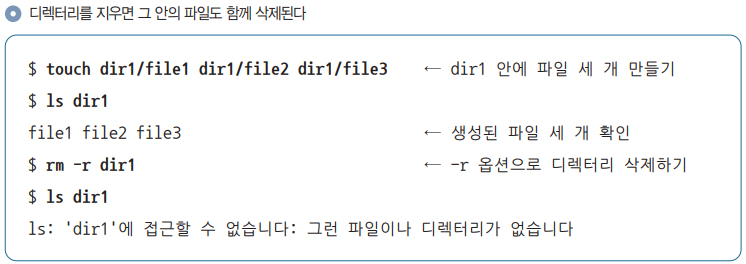 디렉터리를 지우면 그 안의 파일도 함께 삭제된다
$ touch dir1/file1 dir1/file2 dir1/file3 ← dir1 안에 파일 세 개 만들기
$ ls dir1
file1 file2 file3 ← 생성된 파일 세 개 확인
$ rm -r dir1 ← -r 옵션으로 디렉터리 삭제하기
$ ls dir1
ls: 'dir1'에 접근할 수 없습니다: 그런 파일이나 디렉터리가 없습니다